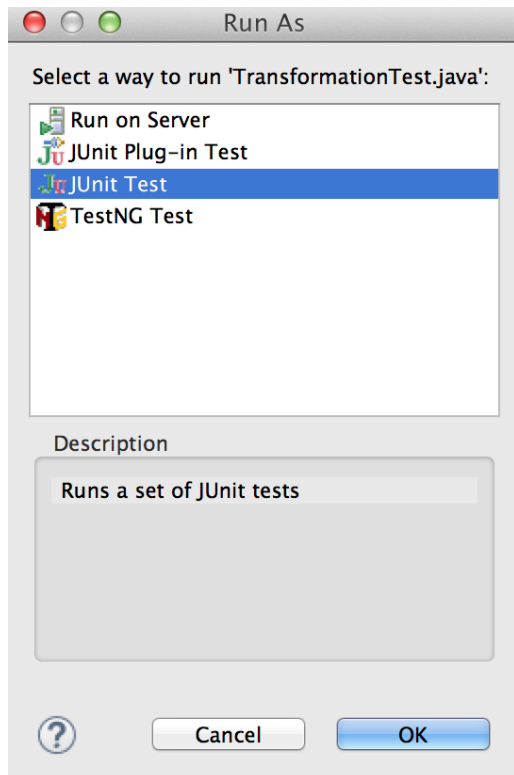 Run As
Select a way to run 'TransformationTest.java':
Run on Server
JUnit Plug-in Test
JUnit Test
TestNG Test
Description
Runs a set of JUnit tests
?
Cancel
OK